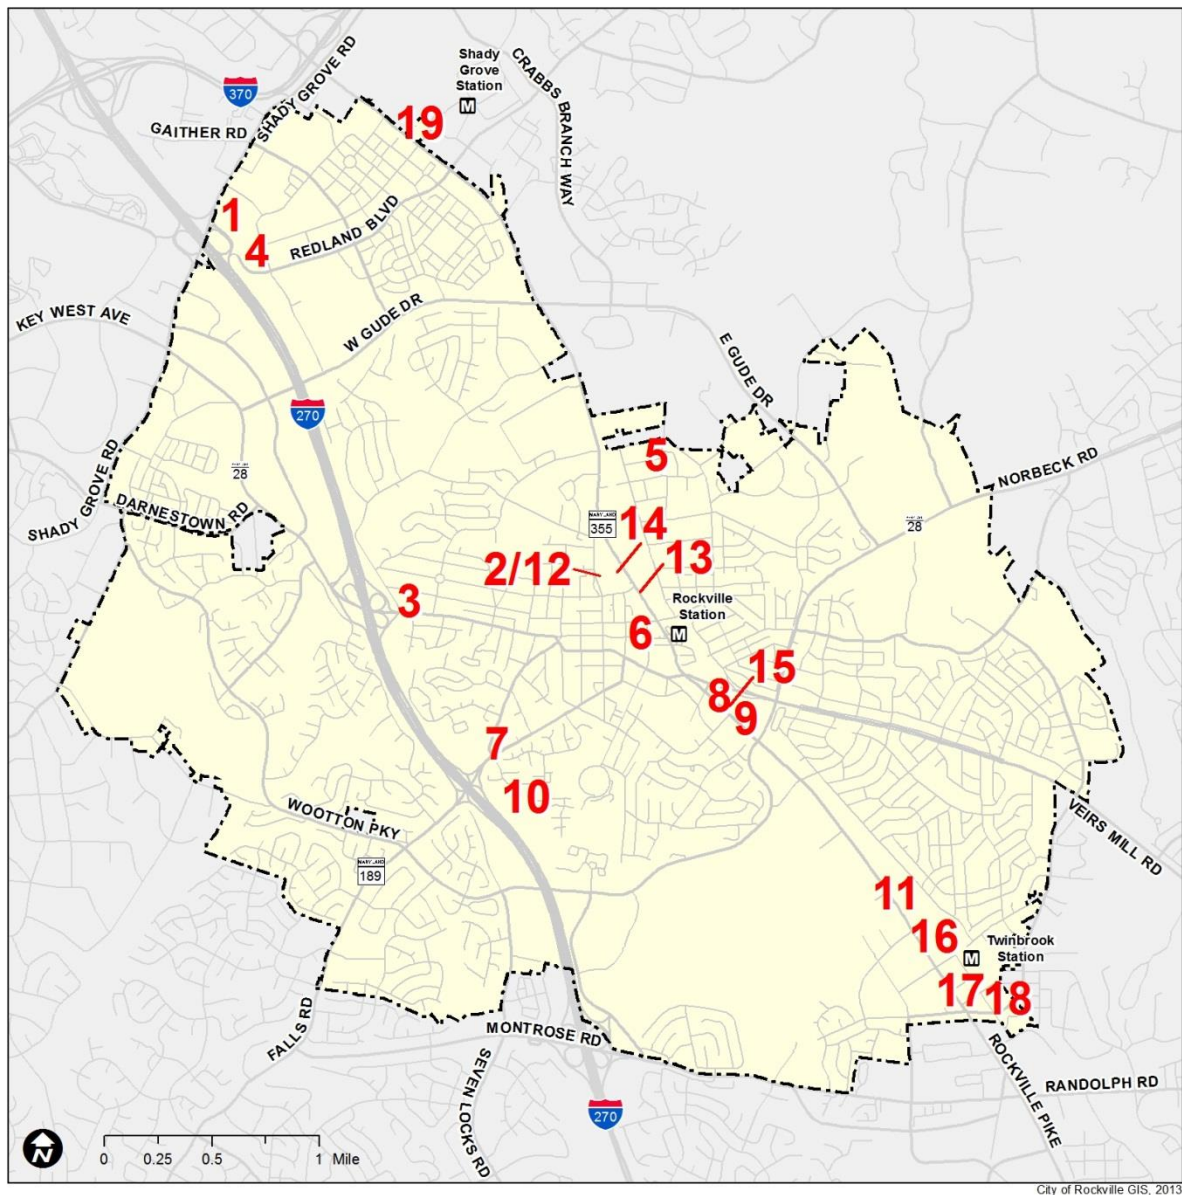 Shady
Grove
Station
CRABBS BRANCH WAY
SHADY GROVE RD
370
GAITHER RD
19
1
4
REDLAND BLVD
KEY WEST AVE
W GUDE DR
E GUDE DR
270
5
NORBECK RD
28
SHADY GROVE RD
DARNESTOWN RD
MARYLAND
355
14
28
2/12
13
3
Rockville
Station
M
M
6
15
8
9
7
10
WOOTTON PKY
VEIRS MILL RD
MARYLAND
189
11
16
Twinbrook
Station
M
17
18
FALLS RD
MONTROSE RD
SEVEN LOCKS RD
ROCKVILLE PIKE
RANDOLPH RD
270
N
0 0.25 0.5 1 Mile
City of Rockville GIS, 2013